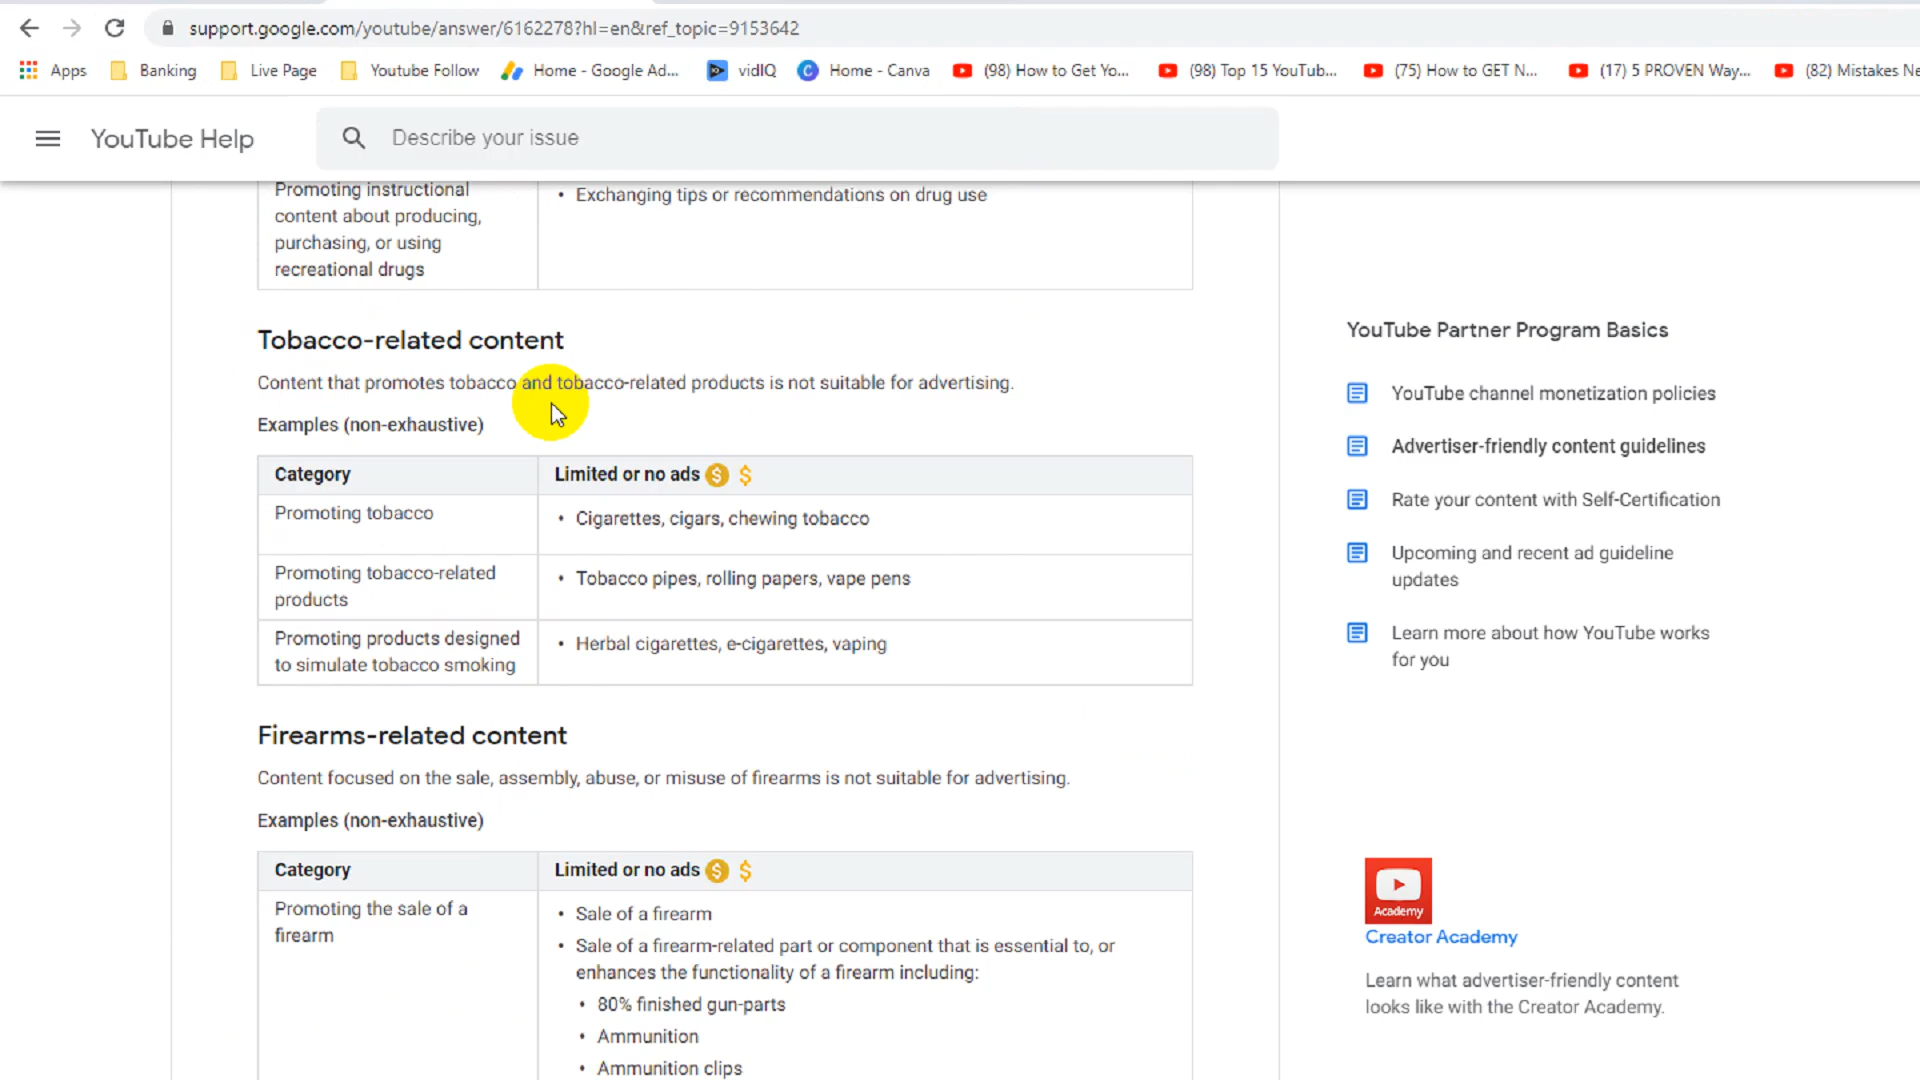 support.google.com/youtube/answer/6162278?hl=en&ref_topic=9153642
Apps Banking Live Page Youtube Follow Home - Google Ad... vidIQ Home - Canva (98) How to Get Yo... (98) Top 15 YouTub... (75) How to GET N... (17) 5 PROVEN Way... (82) Mistakes Ne
YouTube Help
Describe your issue
Promoting instructional
content about producing,
purchasing, or using
recreational drugs
• Exchanging tips or recommendations on drug use
Tobacco-related content
Content that promotes tobacco and tobacco-related products is not suitable for advertising.
Examples (non-exhaustive)
Category
Limited or no ads $ $
Promoting tobacco
• Cigarettes, cigars, chewing tobacco
Promoting tobacco-related
products
• Tobacco pipes, rolling papers, vape pens
Promoting products designed
to simulate tobacco smoking
• Herbal cigarettes, e-cigarettes, vaping
Firearms-related content
Content focused on the sale, assembly, abuse, or misuse of firearms is not suitable for advertising.
Examples (non-exhaustive)
Category
Limited or no ads $ $
Promoting the sale of a
firearm
• Sale of a firearm
• Sale of a firearm-related part or component that is essential to, or
enhances the functionality of a firearm including:
• 80% finished gun-parts
• Ammunition
• Ammunition clips
YouTube Partner Program Basics
YouTube channel monetization policies
Advertiser-friendly content guidelines
Rate your content with Self-Certification
Upcoming and recent ad guideline
updates
Learn more about how YouTube works
for you
Academy
Creator Academy
Learn what advertiser-friendly content
looks like with the Creator Academy.